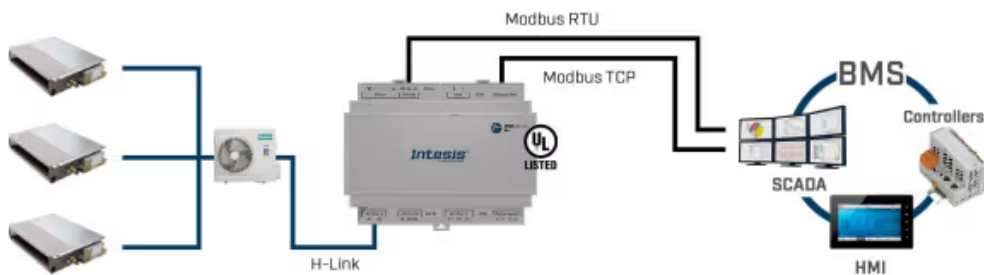 Modbus RTU
Modbus TCP
BMS
Controllers
Intesis
UL
LISTED
SCADA
H-Link
HMI